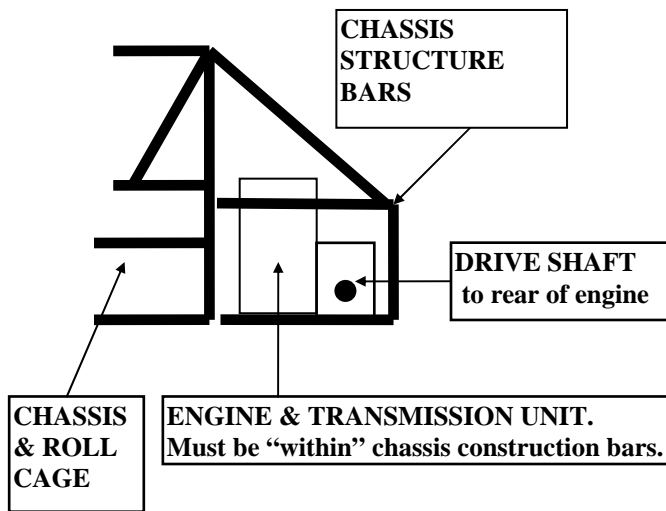 CHASSIS
STRUCTURE
BARS
DRIVE SHAFT
to rear of engine
CHASSIS
& ROLL
CAGE
ENGINE & TRANSMISSION UNIT.
Must be “within” chassis construction bars.